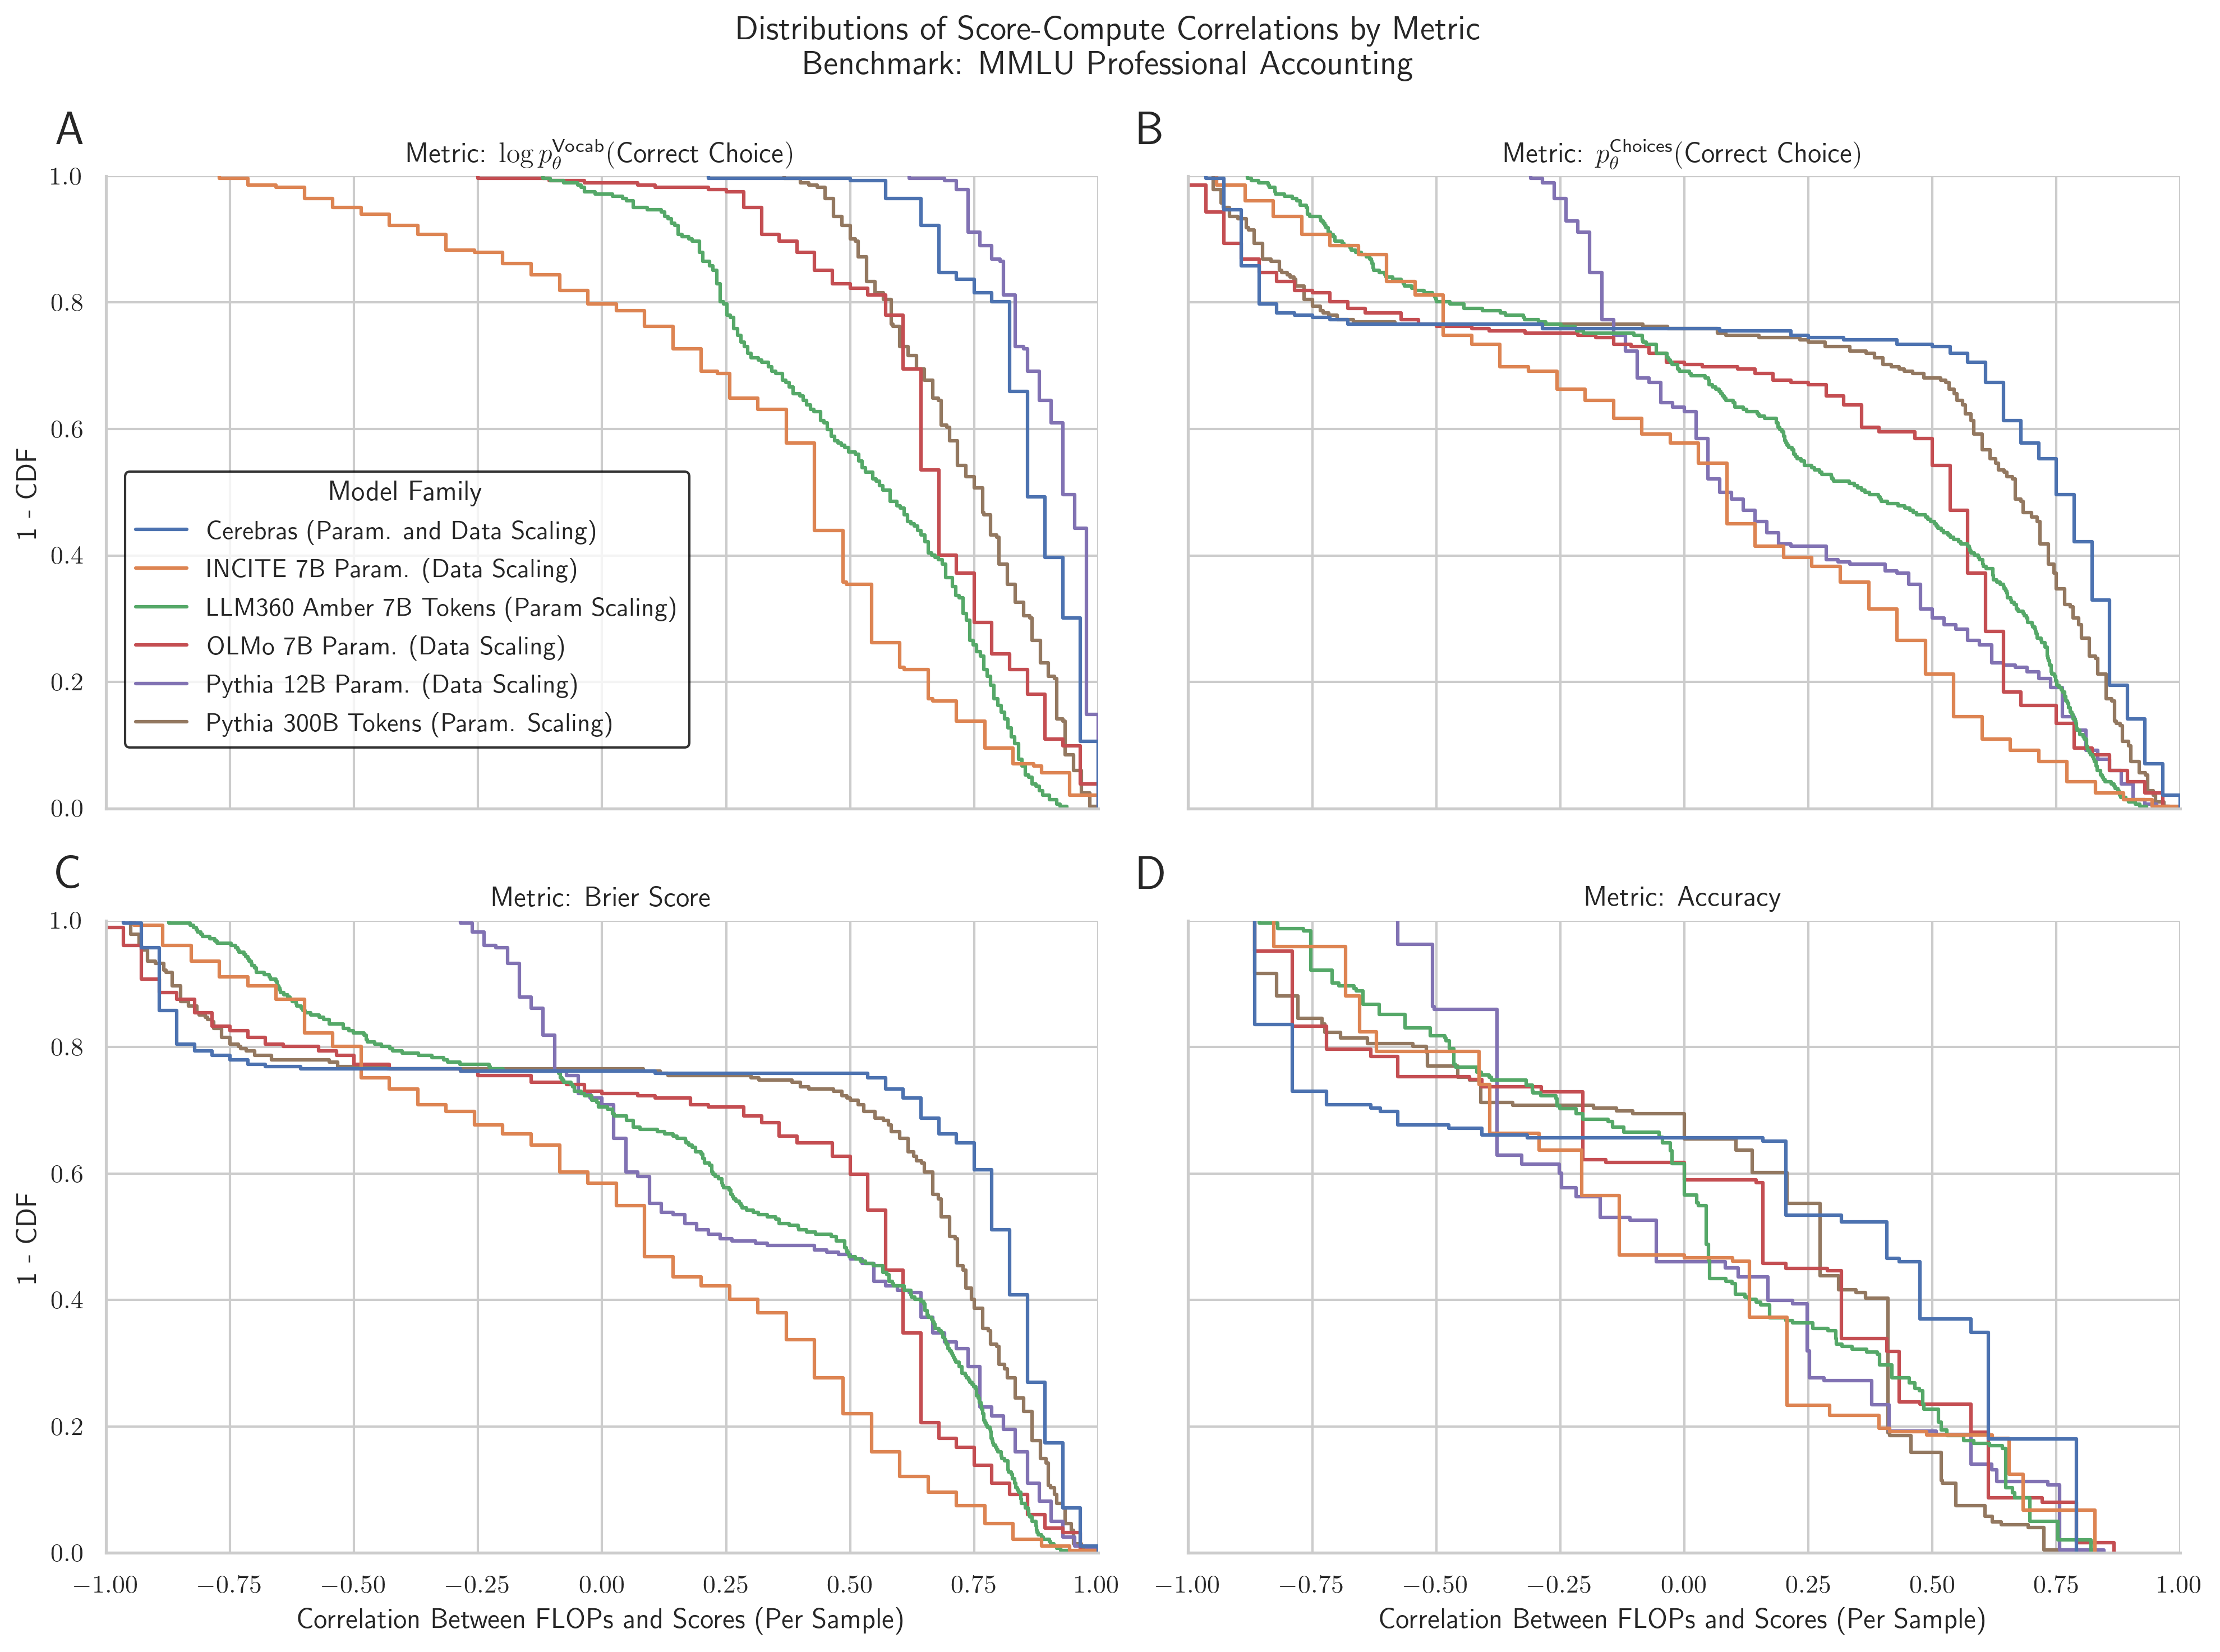 Distributions of Score-Compute Correlations by Metric
Benchmark: MMLU Professional Accounting
A
Metric: log p_θ^Vocab(Correct Choice)
1.0
0.8
0.6
0.4
0.2
0.0
1 - CDF
Model Family
Cerebras (Param. and Data Scaling)
INCITE 7B Param. (Data Scaling)
LLM360 Amber 7B Tokens (Param Scaling)
OLMo 7B Param. (Data Scaling)
Pythia 12B Param. (Data Scaling)
Pythia 300B Tokens (Param. Scaling)
B
Metric: p_θ^Choices(Correct Choice)
C
Metric: Brier Score
1.0
0.8
0.6
0.4
0.2
0.0
1 - CDF
−1.00 −0.75 −0.50 −0.25 0.00 0.25 0.50 0.75 1.00
Correlation Between FLOPs and Scores (Per Sample)
D
Metric: Accuracy
−1.00 −0.75 −0.50 −0.25 0.00 0.25 0.50 0.75 1.00
Correlation Between FLOPs and Scores (Per Sample)